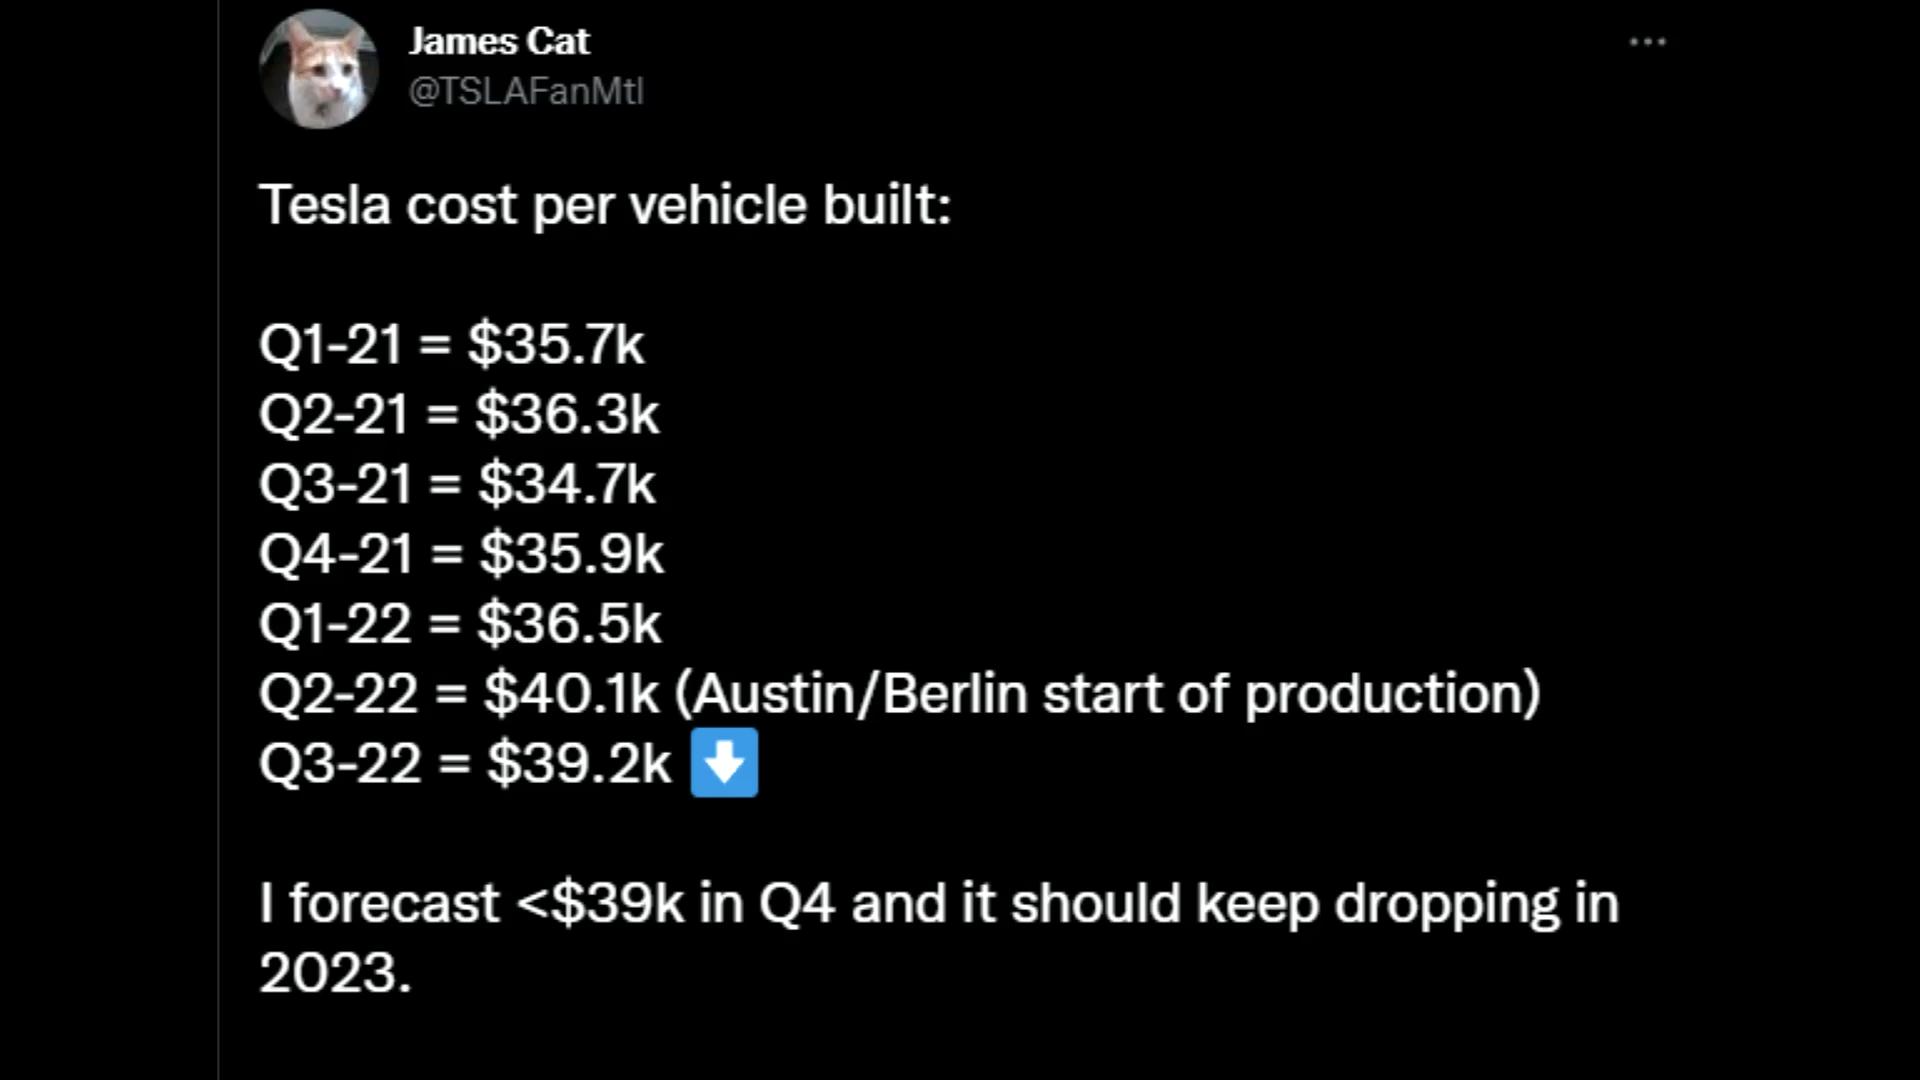 James Cat
@TSLAFanMtl
Tesla cost per vehicle built:
Q1-21 = $35.7k
Q2-21 = $36.3k
Q3-21 = $34.7k
Q4-21 = $35.9k
Q1-22 = $36.5k
Q2-22 = $40.1k (Austin/Berlin start of production)
Q3-22 = $39.2k ⬇️
I forecast <$39k in Q4 and it should keep dropping in
2023.